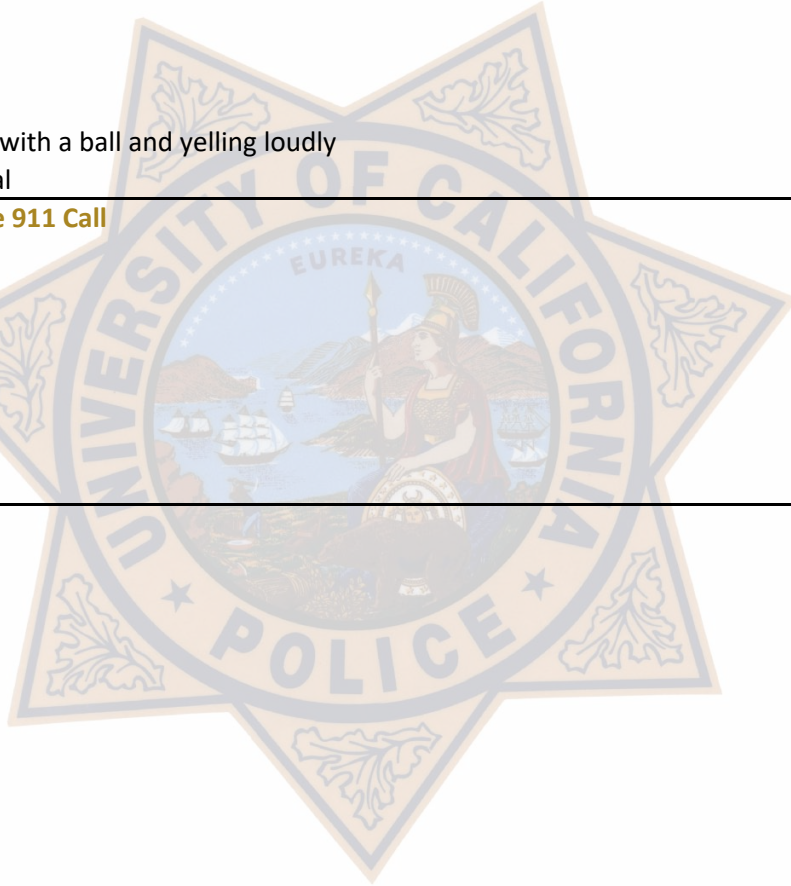 with a ball and yelling loudly
al
e 911 Call
UNIVERSITY OF CALIFORNIA
EUREKA
POLICE